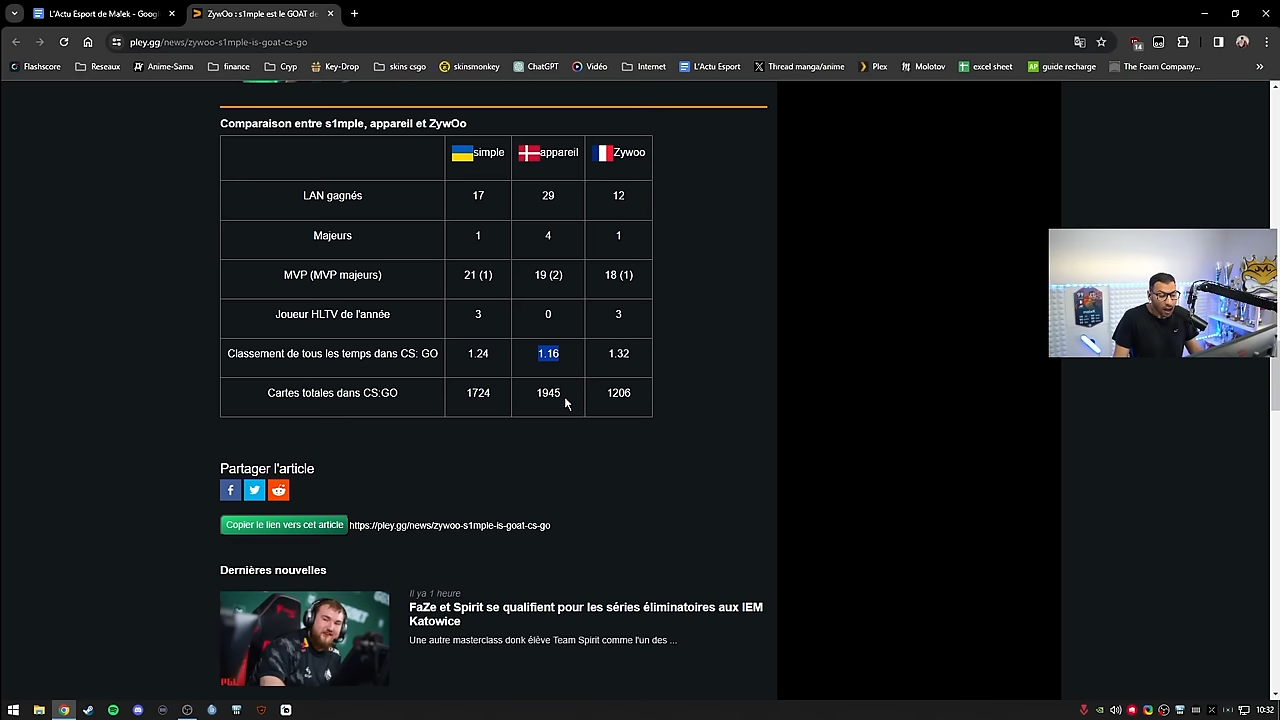 L'Actu Esport de Malek - Googl
ZywOo : s1mple est le GOAT de
pley.gg/news/zywoo-s1mple-is-goat-cs-go
14
Flashscore
Reseaux
Anime-Sama
finance
Cryp
Key-Drop
skins csgo
skinsmonkey
ChatGPT
Vidéo
Internet
L'Actu Esport
Thread manga/anime
Plex
Molotov
excel sheet
guide recharge
The Foam Company...
Comparaison entre s1mple, appareil et ZywOo
simple appareil Zywoo
LAN gagnés 17 29 12
Majeurs 1 4 1
MVP (MVP majeurs) 21 (1) 19 (2) 18 (1)
Joueur HLTV de l'année 3 0 3
Classement de tous les temps dans CS: GO 1.24 1.16 1.32
Cartes totales dans CS:GO 1724 1945 1206
Partager l'article
Copier le lien vers cet article https://pley.gg/news/zywoo-s1mple-is-goat-cs-go
Dernières nouvelles
Il ya 1 heure
FaZe et Spirit se qualifient pour les séries éliminatoires aux IEM
Katowice
Une autre masterclass donk élève Team Spirit comme l'un des ...
10:32